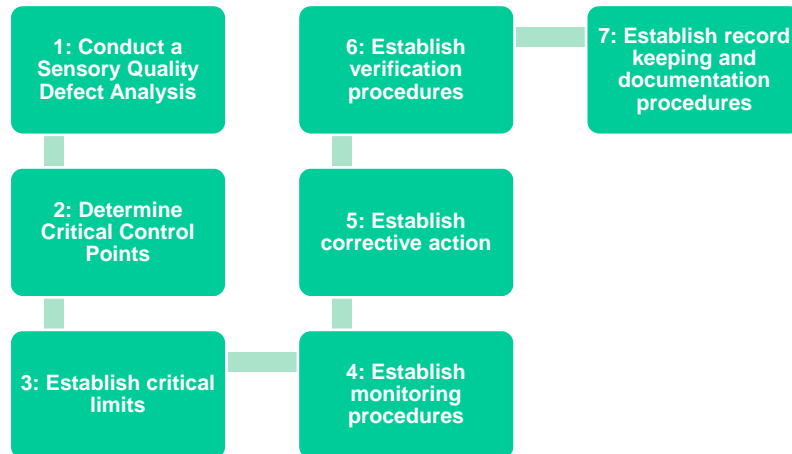 1: Conduct a
Sensory Quality
Defect Analysis
2: Determine
Critical Control
Points
3: Establish critical
limits
4: Establish
monitoring
procedures
5: Establish
corrective action
6: Establish
verification
procedures
7: Establish record
keeping and
documentation
procedures